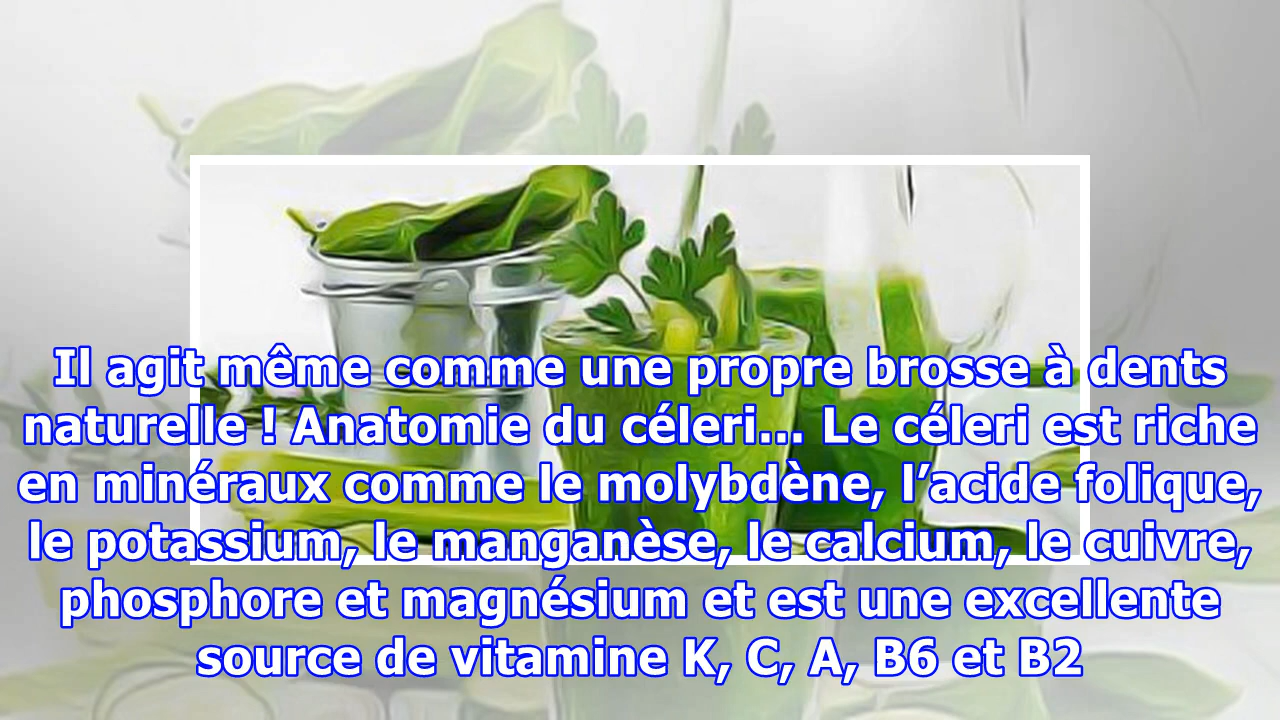 Il agit même comme une propre brosse à dents
naturelle ! Anatomie du céleri... Le céleri est riche
en minéraux comme le molybdène, l’acide folique,
le potassium, le manganèse, le calcium, le cuivre,
phosphore et magnésium et est une excellente
source de vitamine K, C, A, B6 et B2